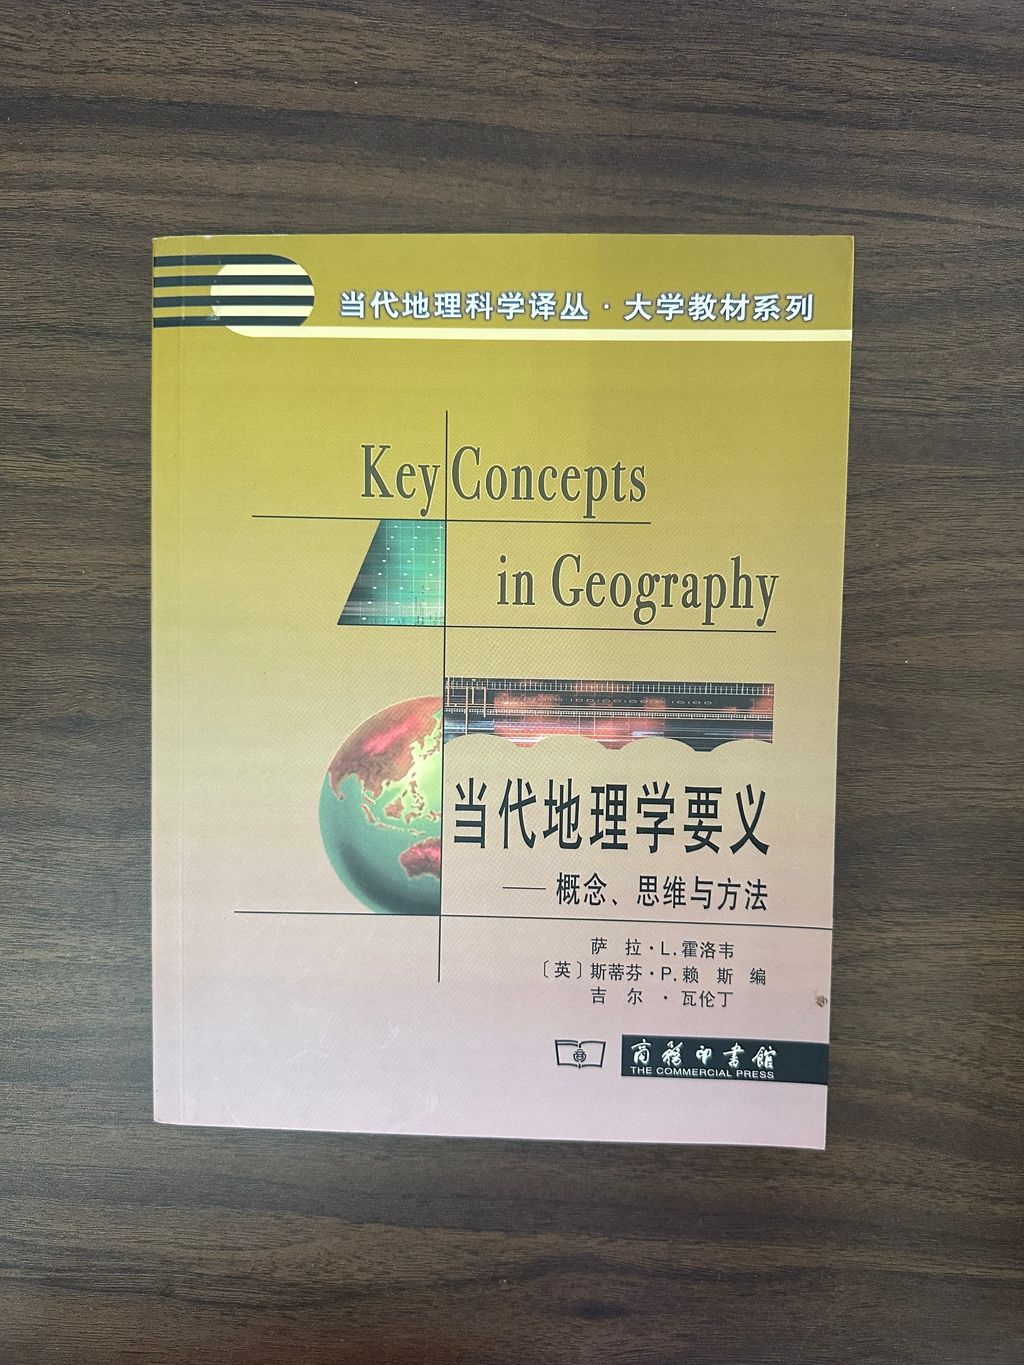 当代地理科学译丛·大学教材系列
Key Concepts
in Geography
当代地理学要义
——概念、思维与方法
萨 拉·L.霍洛韦
〔英〕斯蒂芬·P.赖 斯 编
吉 尔 · 瓦伦丁
商務印書館
THE COMMERCIAL PRESS